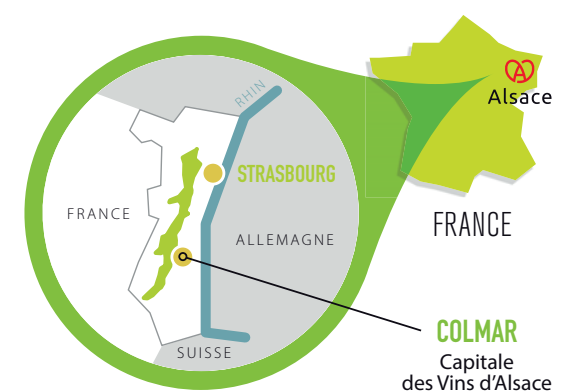 RHIN
STRASBOURG
FRANCE
ALLEMAGNE
SUISSE
Alsace
FRANCE
COLMAR
Capitale
des Vins d'Alsace